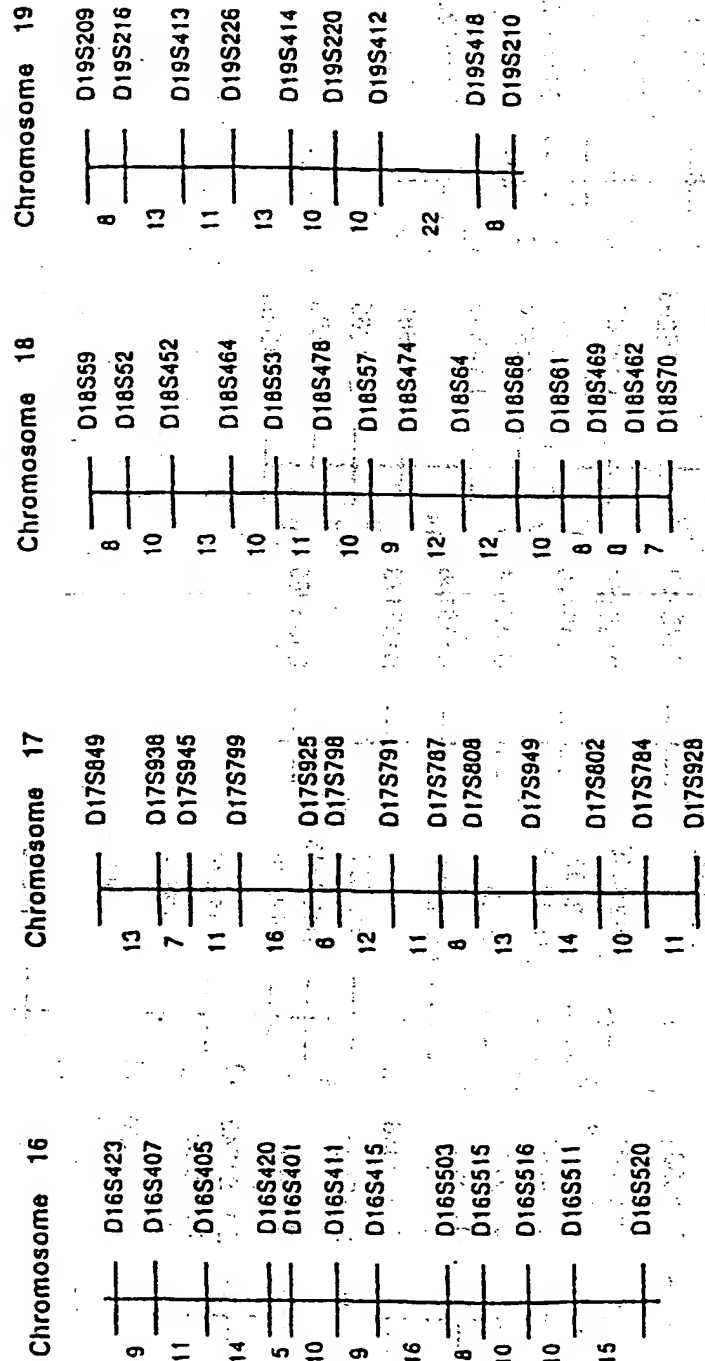 Chromosome 16
D16S423
9
D16S407
11
D16S405
14
D16S420
5
D16S401
10
D16S411
9
D16S415
16
D16S503
8
D16S515
10
D16S516
10
D16S511
15
D16S520
Chromosome 17
D17S849
13
D17S938
7
D17S945
11
D17S799
16
D17S925
6
D17S798
12
D17S791
11
D17S787
8
D17S808
13
D17S949
14
D17S802
10
D17S784
11
D17S928
Chromosome 18
D18S59
8
D18S52
10
D18S452
13
D18S464
10
D18S53
11
D18S478
10
D18S57
9
D18S474
12
D18S64
12
D18S68
10
D18S61
8
D18S469
8
D18S462
7
D18S70
Chromosome 19
D19S209
8
D19S216
13
D19S413
11
D19S226
13
D19S414
10
D19S220
10
D19S412
22
D19S418
8
D19S210